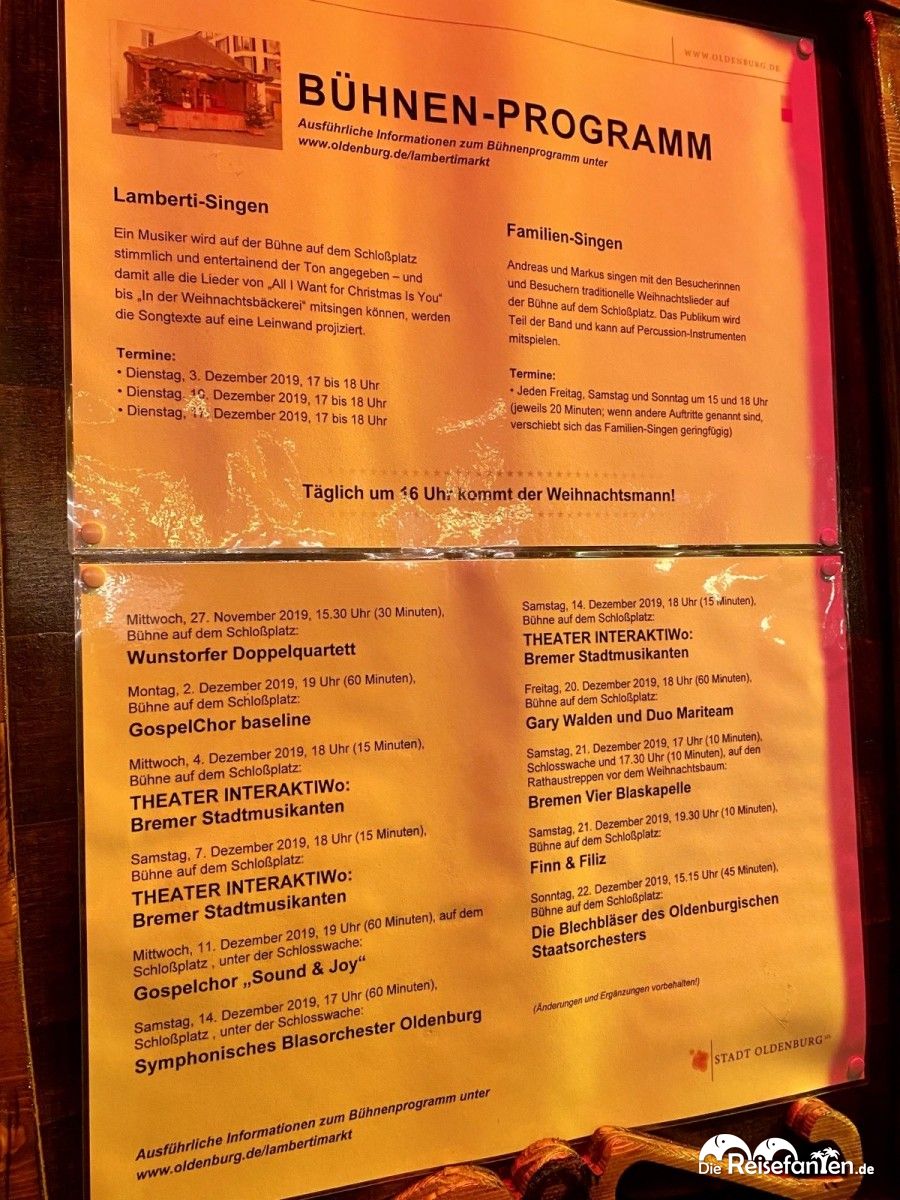 WWW.OLDENBURG.DE
BÜHNEN-PROGRAMM
Ausführliche Informationen zum Bühnenprogramm unter
www.oldenburg.de/lambertimarkt
Lamberti-Singen
Ein Musiker wird auf der Bühne auf dem Schloßplatz
stimmlich und entertainend der Ton angegeben – und
damit alle die Lieder von „All I Want for Christmas Is You“
bis „In der Weihnachtsbäckerei“ mitsingen können, werden
die Songtexte auf eine Leinwand projiziert.
Termine:
• Dienstag, 3. Dezember 2019, 17 bis 18 Uhr
• Dienstag, 10. Dezember 2019, 17 bis 18 Uhr
• Dienstag, Dezember 2019, 17 bis 18 Uhr
Familien-Singen
Andreas und Markus singen mit den Besucherinnen
und Besuchern traditionelle Weihnachtslieder auf
der Bühne auf dem Schloßplatz. Das Publikum wird
Teil der Band und kann auf Percussion-Instrumenten
mitspielen.
Termine:
• Jeden Freitag, Samstag und Sonntag um 15 und 18 Uhr
(jeweils 20 Minuten; wenn andere Auftritte genannt sind,
verschiebt sich das Familien-Singen geringfügig)
Täglich um 16 Uhr kommt der Weihnachtsmann!
Mittwoch, 27. November 2019, 15.30 Uhr (30 Minuten),
Bühne auf dem Schloßplatz:
Wunstorfer Doppelquartett
Montag, 2. Dezember 2019, 19 Uhr (60 Minuten),
Bühne auf dem Schloßplatz:
GospelChor baseline
Mittwoch, 4. Dezember 2019, 18 Uhr (15 Minuten),
Bühne auf dem Schloßplatz:
THEATER INTERAKTIWo:
Bremer Stadtmusikanten
Samstag, 7. Dezember 2019, 18 Uhr (15 Minuten),
Bühne auf dem Schloßplatz:
THEATER INTERAKTIWo:
Bremer Stadtmusikanten
Mittwoch, 11. Dezember 2019, 19 Uhr (60 Minuten), auf dem
Schloßplatz , unter der Schlosswache:
Gospelchor „Sound & Joy“
Samstag, 14. Dezember 2019, 17 Uhr (60 Minuten),
Schloßplatz , unter der Schlosswache:
Symphonisches Blasorchester Oldenburg
Samstag, 14. Dezember 2019, 18 Uhr (15 Minuten),
Bühne auf dem Schloßplatz:
THEATER INTERAKTIWo:
Bremer Stadtmusikanten
Freitag, 20. Dezember 2019, 18 Uhr (60 Minuten),
Bühne auf dem Schloßplatz:
Gary Walden und Duo Mariteam
Samstag, 21. Dezember 2019, 17 Uhr (10 Minuten),
Schlosswache und 17.30 Uhr (10 Minuten), auf den
Rathaustreppen vor dem Weihnachtsbaum:
Bremen Vier Blaskapelle
Samstag, 21. Dezember 2019, 19.30 Uhr (10 Minuten),
Bühne auf dem Schloßplatz:
Finn & Filiz
Sonntag, 22. Dezember 2019, 15.15 Uhr (45 Minuten),
Bühne auf dem Schloßplatz:
Die Blechbläser des Oldenburgischen
Staatsorchesters
(Änderungen und Ergänzungen vorbehalten!)
STADT OLDENBURG
Ausführliche Informationen zum Bühnenprogramm unter
www.oldenburg.de/lambertimarkt
Die Reisefanten.de